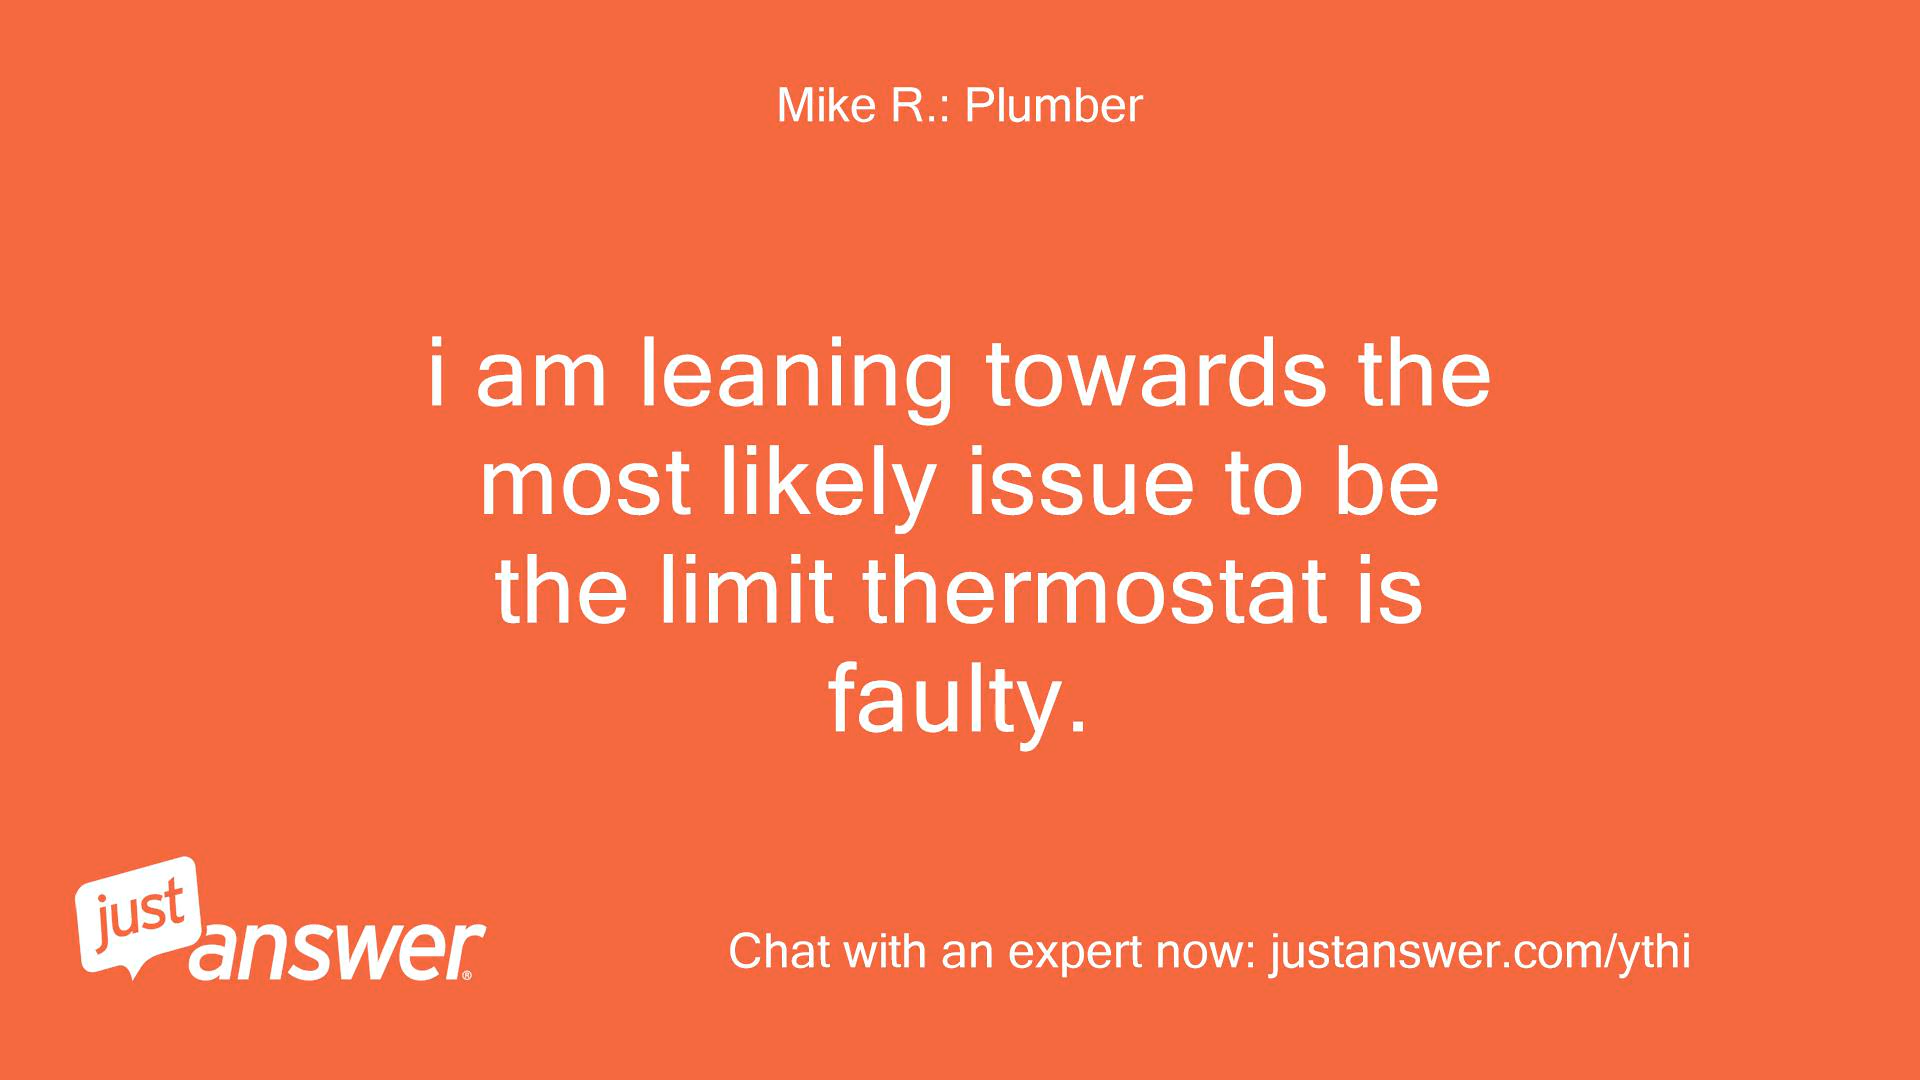 Mike R.: Plumber
i am leaning towards the
most likely issue to be
the limit thermostat is
faulty.
just
answer®
Chat with an expert now: justanswer.com/ythi